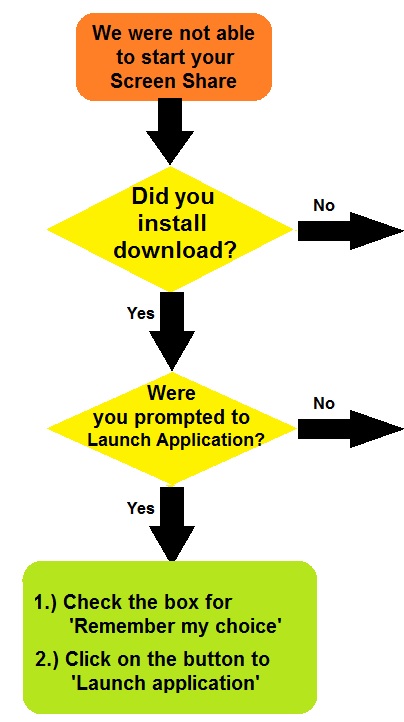 We were not able
to start your
Screen Share
Did you
install
download?
No
Yes
Were
you prompted to
Launch Application?
No
Yes
1.) Check the box for
'Remember my choice'
2.) Click on the button to
'Launch application'